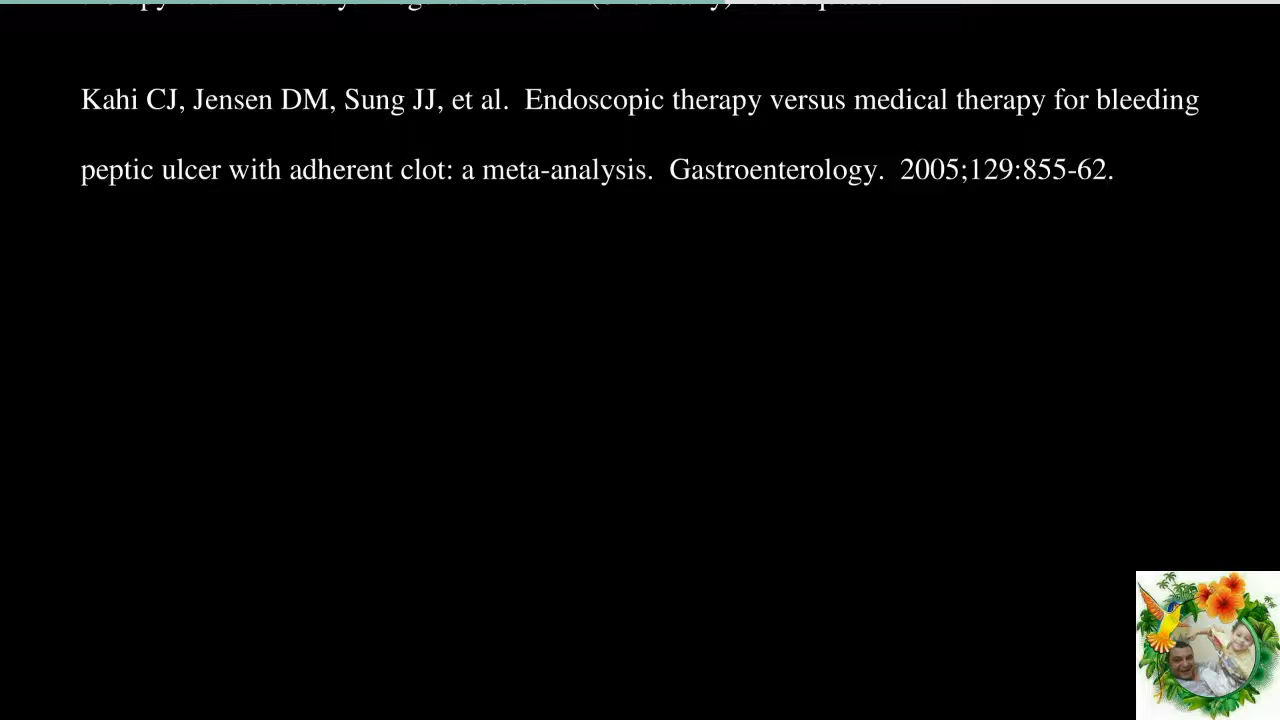 Kahi CJ, Jensen DM, Sung JJ, et al.  Endoscopic therapy versus medical therapy for bleeding
peptic ulcer with adherent clot: a meta-analysis.  Gastroenterology.  2005;129:855-62.